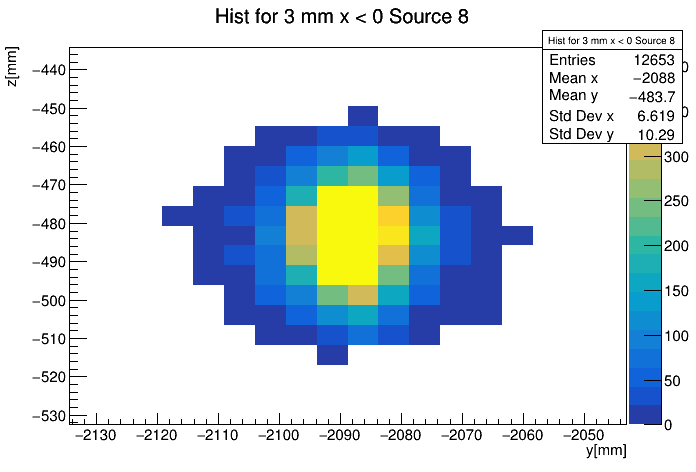 Hist for 3 mm x < 0 Source 8
z[mm]
Hist for 3 mm x < 0 Source 8
Entries 12653
Mean x −2088
Mean y −483.7
Std Dev x 6.619
Std Dev y 10.29
−440
−450
−460
−470
−480
−490
−500
−510
−520
−530
300
250
200
150
100
50
0
−2130 −2120 −2110 −2100 −2090 −2080 −2070 −2060 −2050
y[mm]